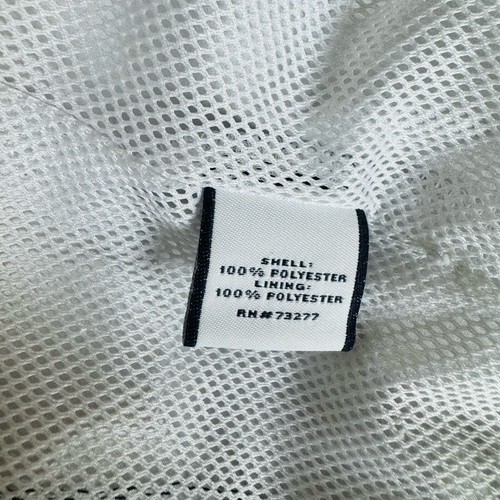 SHELL:
100% POLYESTER
LINING:
100% POLYESTER
RN#73277